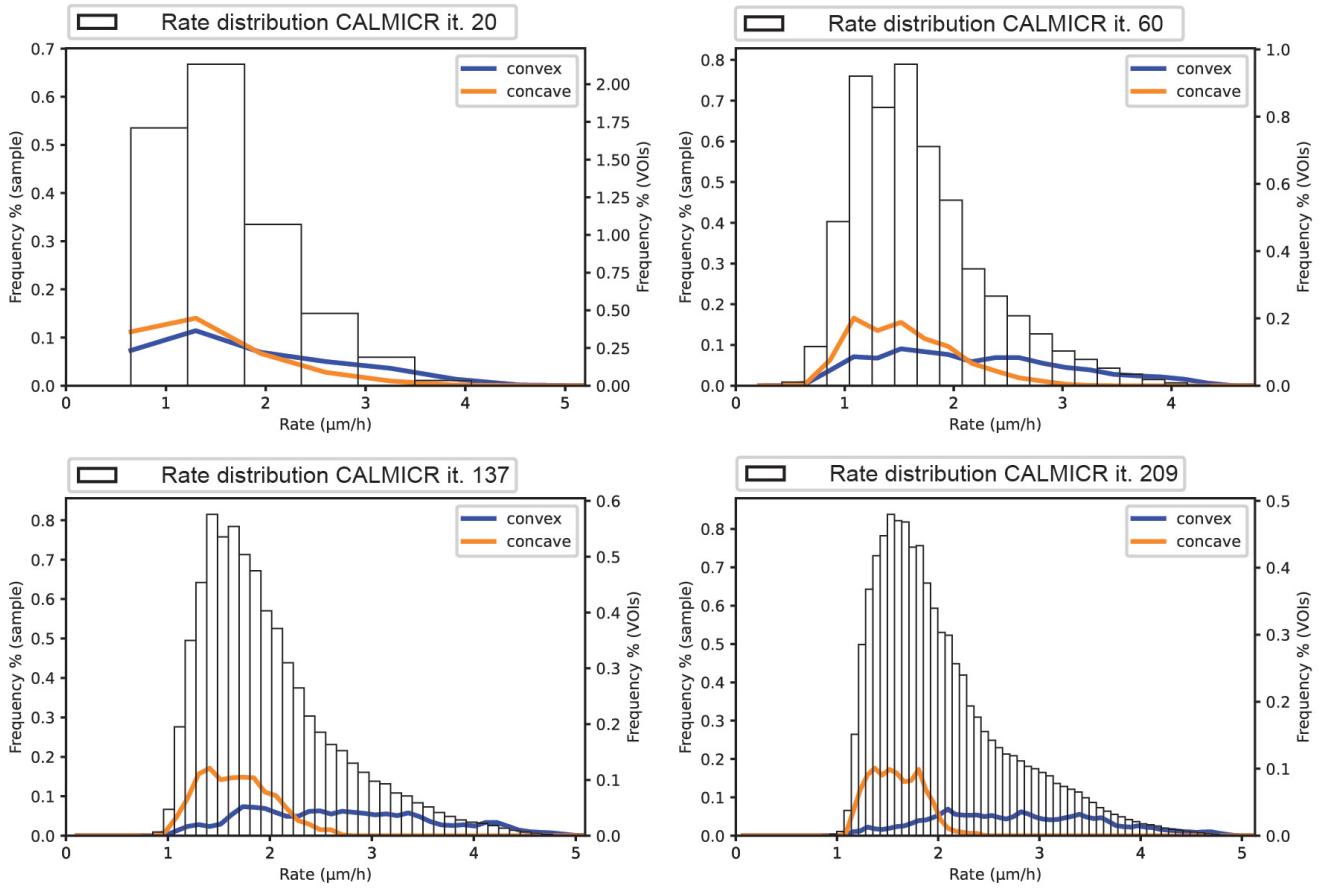 Rate distribution CALMICR it. 20
convex
concave
Frequency % (sample)
0.7
0.6
0.5
0.4
0.3
0.2
0.1
0.0
2.00
1.75
1.50
1.25
1.00
0.75
0.50
0.25
0.00
Frequency % (VOIs)
0 1 2 3 4 5
Rate (μm/h)
Rate distribution CALMICR it. 60
convex
concave
Frequency % (sample)
0.8
0.7
0.6
0.5
0.4
0.3
0.2
0.1
0.0
1.0
0.8
0.6
0.4
0.2
0.0
Frequency % (VOIs)
0 1 2 3 4
Rate (μm/h)
Rate distribution CALMICR it. 137
convex
concave
Frequency % (sample)
0.8
0.7
0.6
0.5
0.4
0.3
0.2
0.1
0.0
0.6
0.5
0.4
0.3
0.2
0.1
0.0
Frequency % (VOIs)
0 1 2 3 4 5
Rate (μm/h)
Rate distribution CALMICR it. 209
convex
concave
Frequency % (sample)
0.8
0.7
0.6
0.5
0.4
0.3
0.2
0.1
0.0
0.5
0.4
0.3
0.2
0.1
0.0
Frequency % (VOIs)
0 1 2 3 4 5
Rate (μm/h)